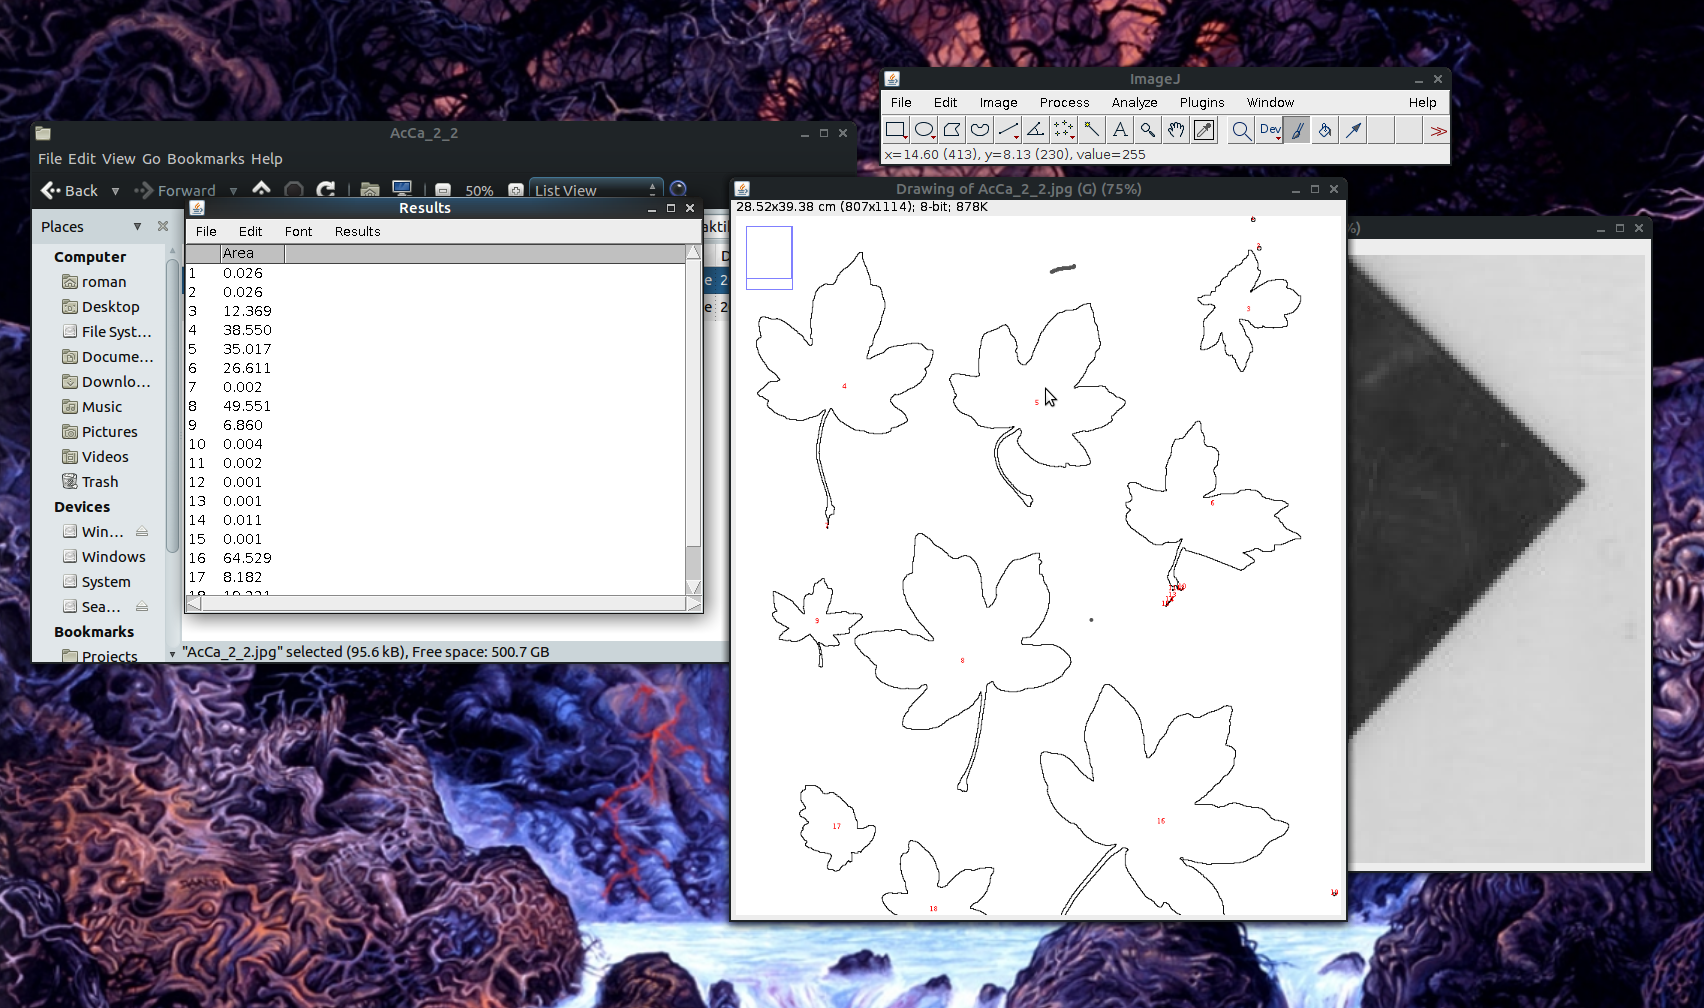 ImageJ
File Edit Image Process Analyze Plugins Window Help
Dev
x=14.60 (413), y=8.13 (230), value=255
AcCa_2_2
File Edit View Go Bookmarks Help
Back Forward 50% List View
Places
Computer
roman
Desktop
File Syst...
Docume...
Downlo...
Music
Pictures
Videos
Trash
Devices
Win...
Windows
System
Sea...
Bookmarks
Projects
"AcCa_2_2.jpg" selected (95.6 kB), Free space: 500.7 GB
Results
File Edit Font Results
Area
1 0.026
2 0.026
3 12.369
4 38.550
5 35.017
6 26.611
7 0.002
8 49.551
9 6.860
10 0.004
11 0.002
12 0.001
13 0.001
14 0.011
15 0.001
16 64.529
17 8.182
Drawing of AcCa_2_2.jpg (G) (75%)
28.52x39.38 cm (807x1114); 8-bit; 878K
3
4
5
6
9
8
16
17
18
%)